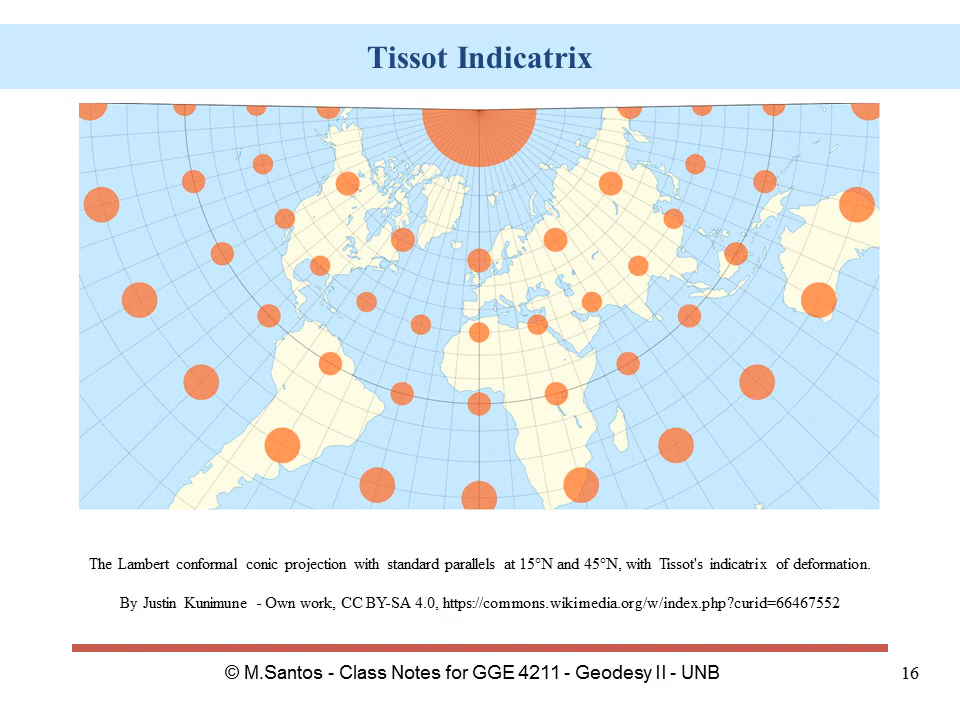 Tissot Indicatrix
The Lambert conformal conic projection with standard parallels at 15°N and 45°N, with Tissot's indicatrix of deformation.
By Justin Kunimune - Own work, CC BY-SA 4.0, https://commons.wikimedia.org/w/index.php?curid=66467552
© M.Santos - Class Notes for GGE 4211 - Geodesy II - UNB
16